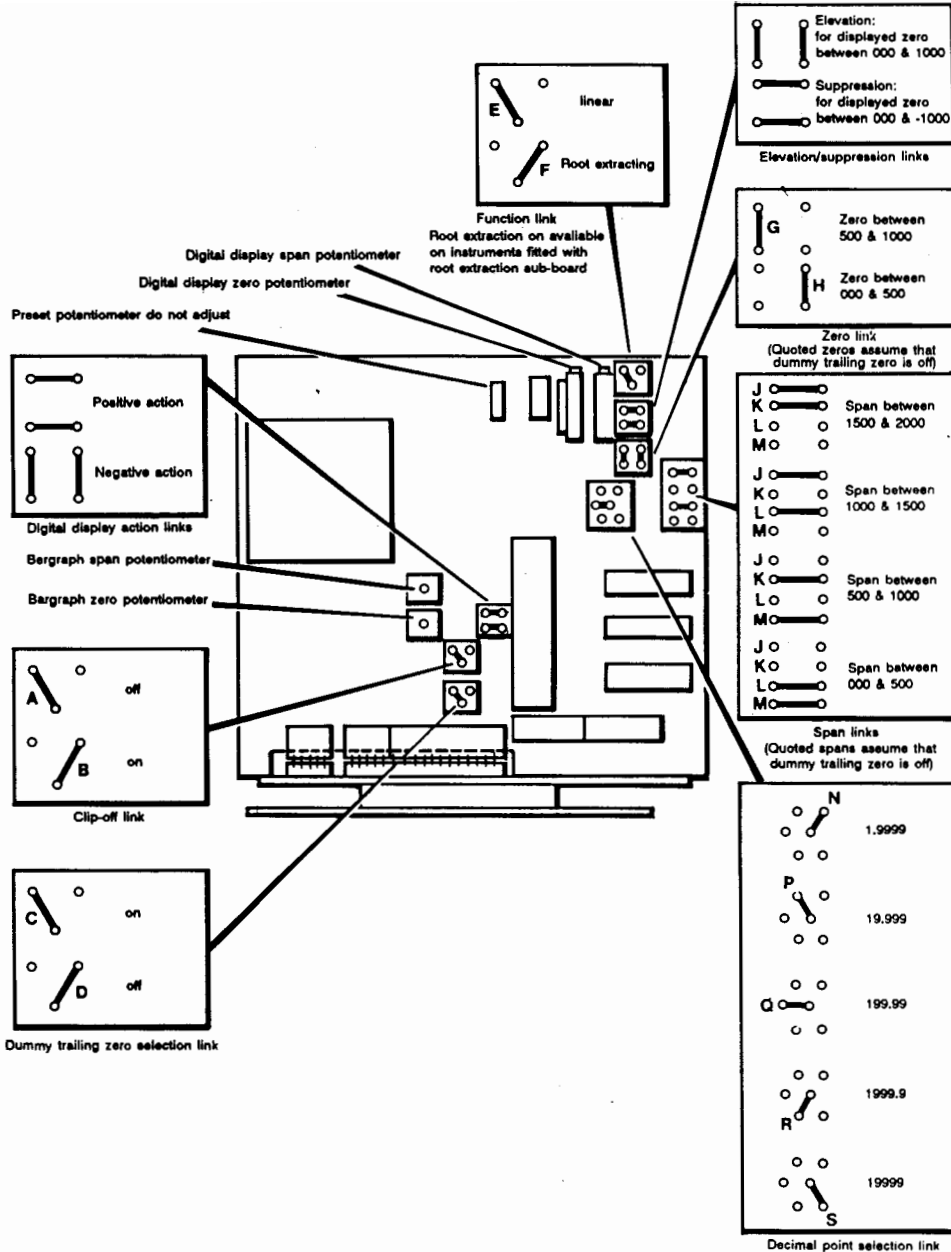 Elevation:
for displayed zero
between 000 & 1000
Suppression:
for displayed zero
between 000 & -1000
Elevation/suppression links
E
linear
F
Root extracting
Function link
Root extraction on available
on instruments fitted with
root extraction sub-board
G
Zero between
500 & 1000
H
Zero between
000 & 500
Zero link
(Quoted zeros assume that
dummy trailing zero is off)
Digital display span potentiometer
Digital display zero potentiometer
Preset potentiometer do not adjust
Positive action
Negative action
Digital display action links
Bergraph span potentiometer
Bargraph zero potentiometer
A
off
B
on
Clip-off link
C
on
D
off
Dummy trailing zero selection link
J
K
L
M
Span between
1500 & 2000
J
K
L
M
Span between
1000 & 1500
J
K
L
M
Span between
500 & 1000
J
K
L
M
Span between
000 & 500
Span links
(Quoted spans aseume that
dummy trailing zero is off)
N
1.9999
P
19.999
Q
199.99
R
1999.9
S
19999
Decimal point selection link